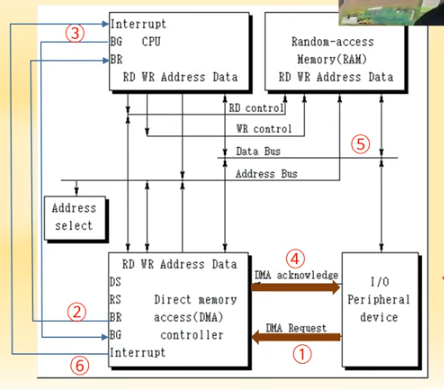 Interrupt
③
BG CPU
BR
RD WR Address Data
Random-access
Memory(RAM)
RD WR Address Data
RD control
WR control
Data Bus
⑤
Address Bus
Address
select
RD WR Address Data
DS
RS Direct memory
BR access(DMA)
BG controller
Interrupt
②
⑥
④
DMA acknowledge
DMA Request
①
I/O
Peripheral
device